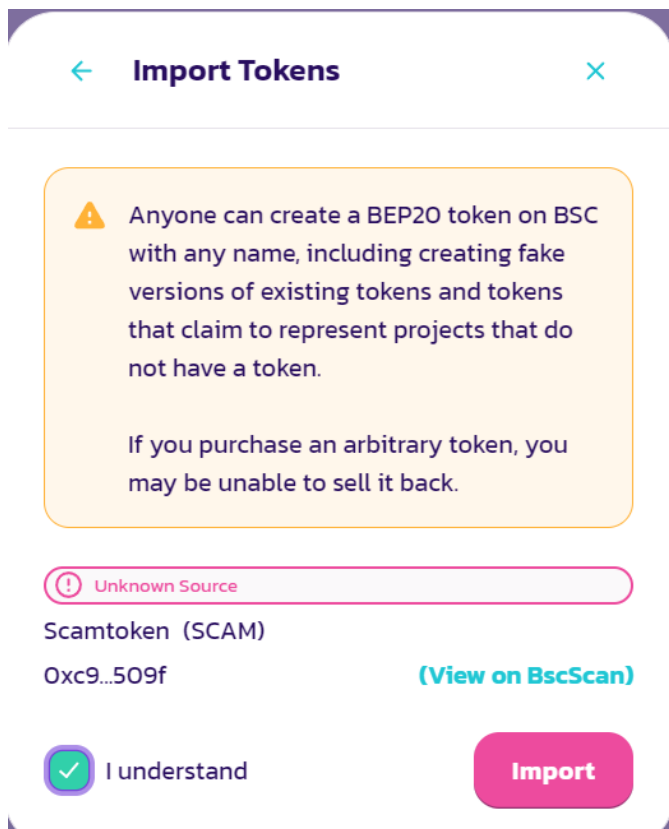 Import Tokens
Anyone can create a BEP20 token on BSC
with any name, including creating fake
versions of existing tokens and tokens
that claim to represent projects that do
not have a token.
If you purchase an arbitrary token, you
may be unable to sell it back.
Unknown Source
Scamtoken (SCAM)
0xc9...509f
(View on BscScan)
I understand
Import